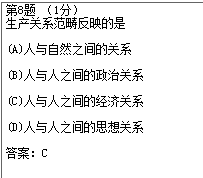 第8题 （1分）
生产关系范畴反映的是
(A)人与自然之间的关系
(B)人与人之间的政治关系
(C)人与人之间的经济关系
(D)人与人之间的思想关系
答案：C